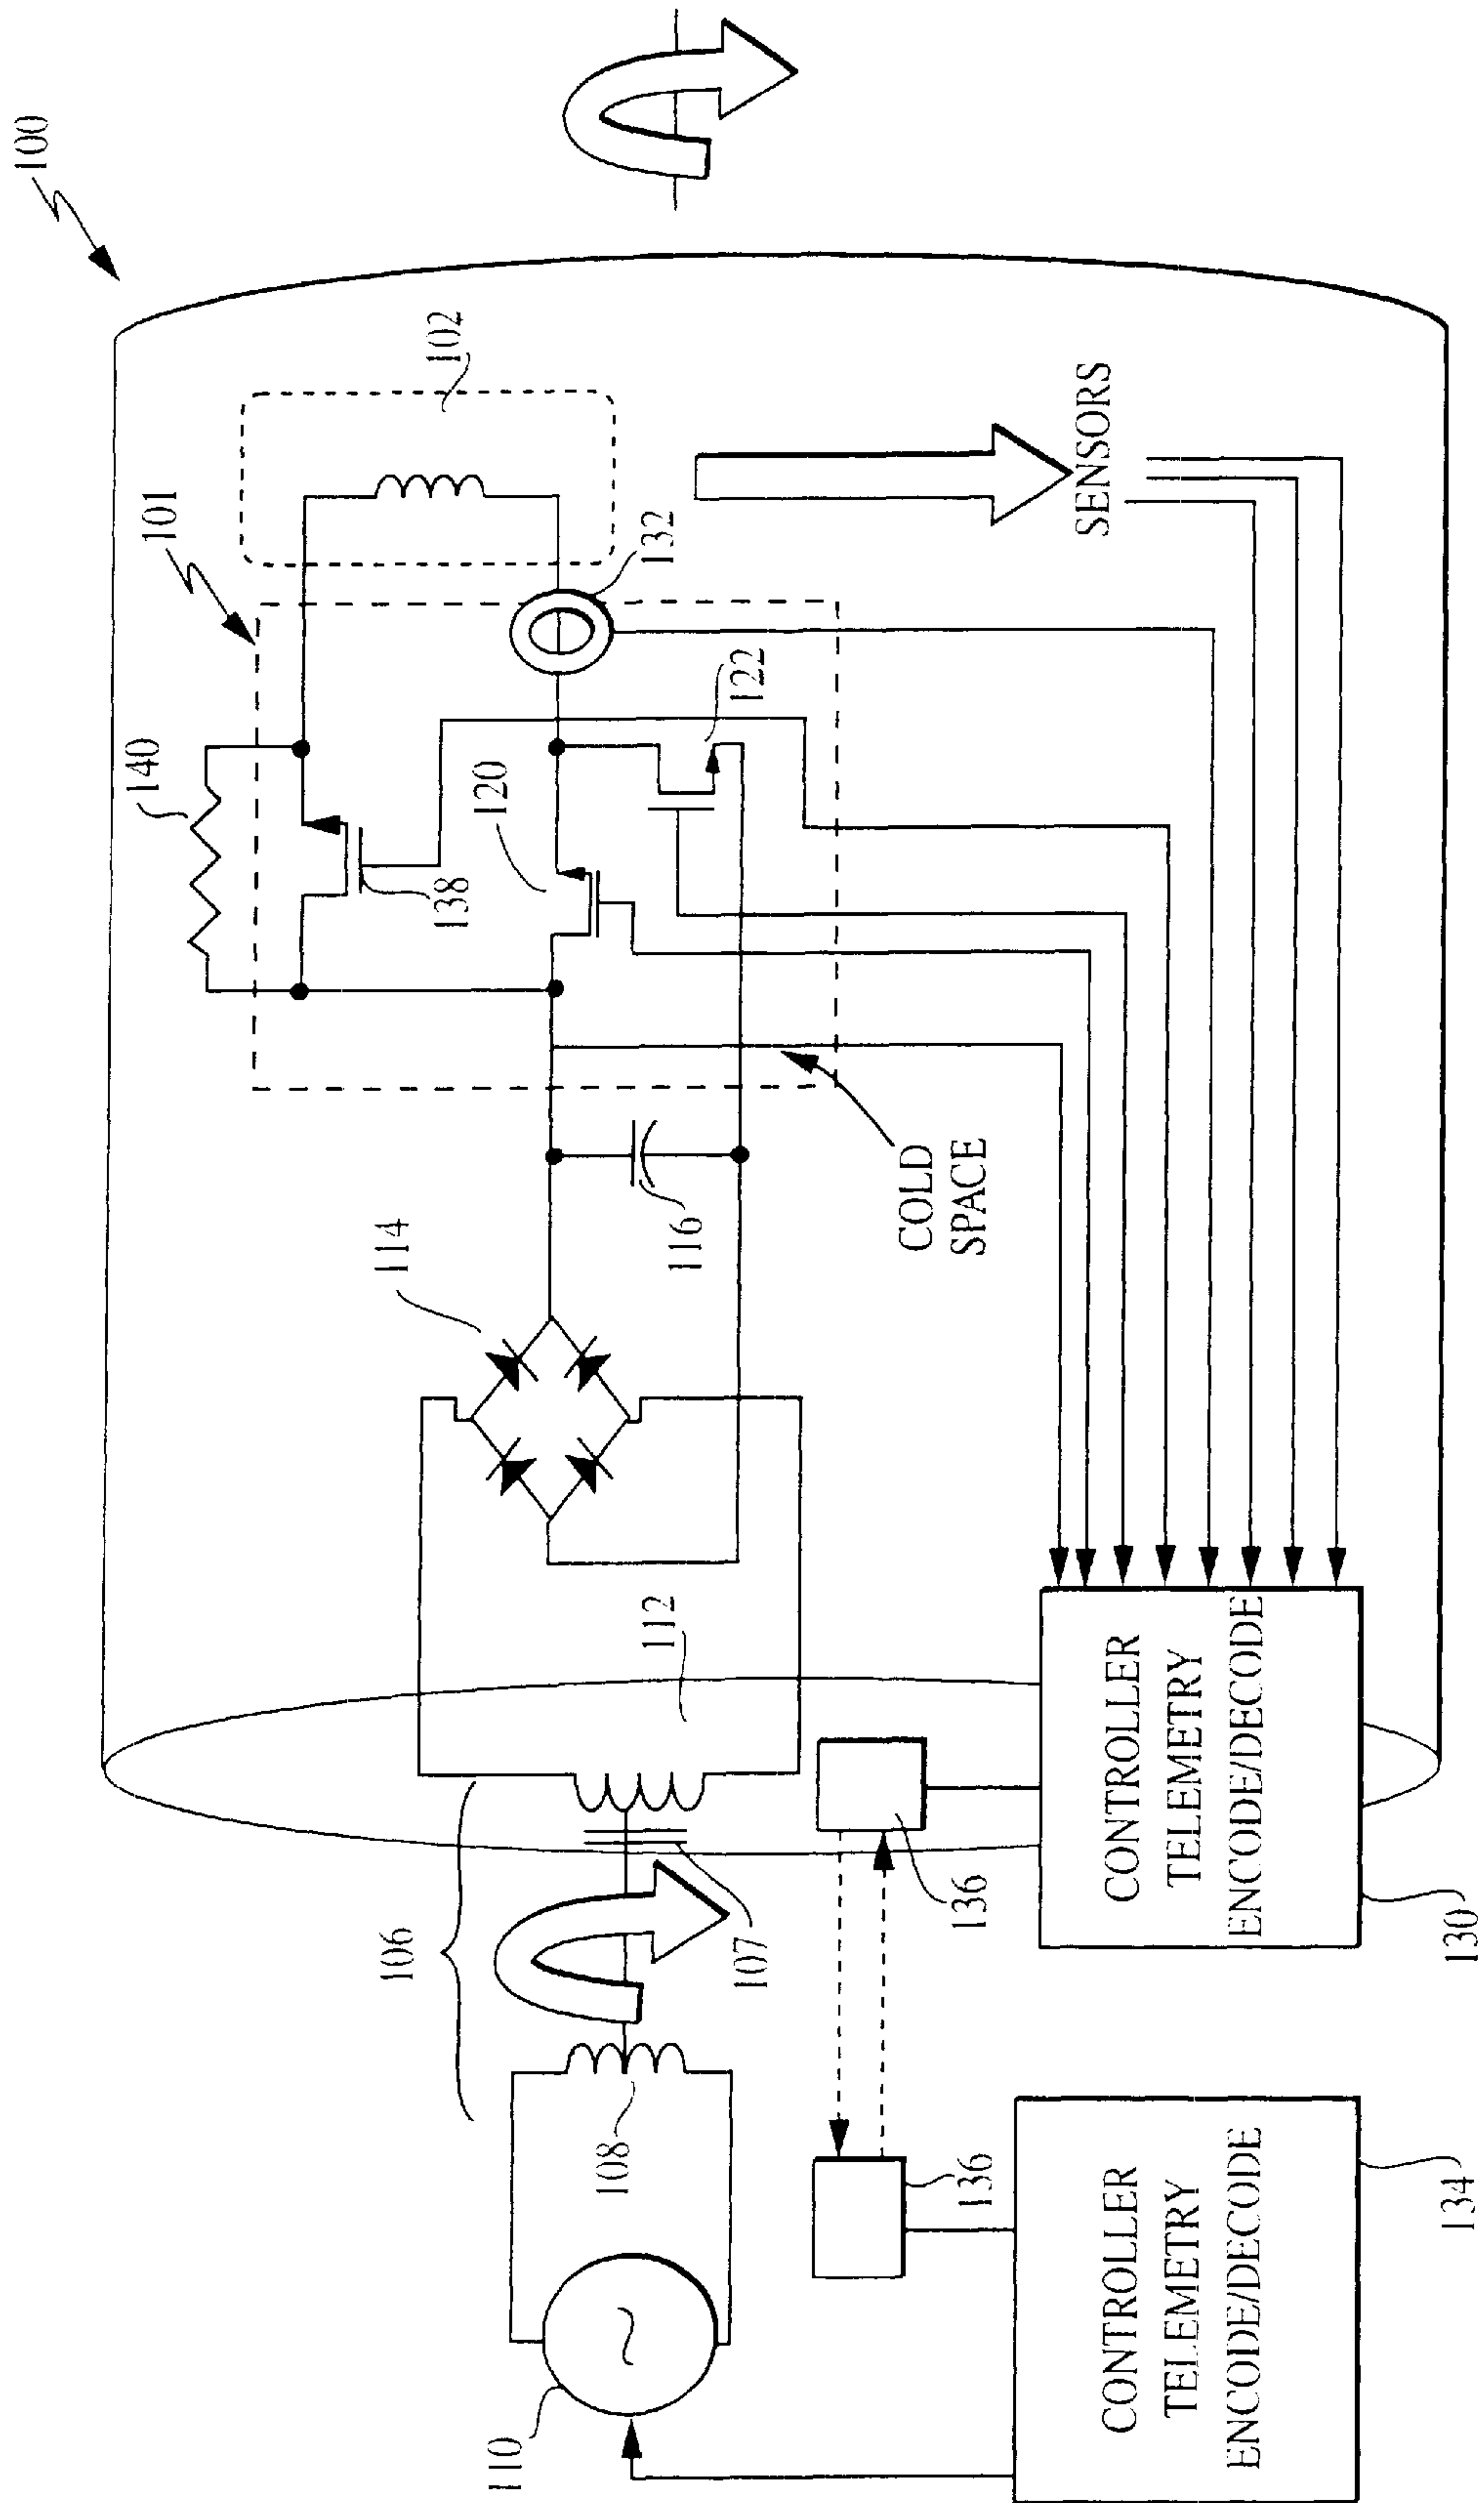 100
102
101
SENSORS
132
122
140
120
138
COLD
SPACE
116
114
112
106
107
136
CONTROLLER
TELEMETRY
ENCODE/DECODE
130
108
136
110
CONTROLLER
TELEMETRY
ENCODE/DECODE
134